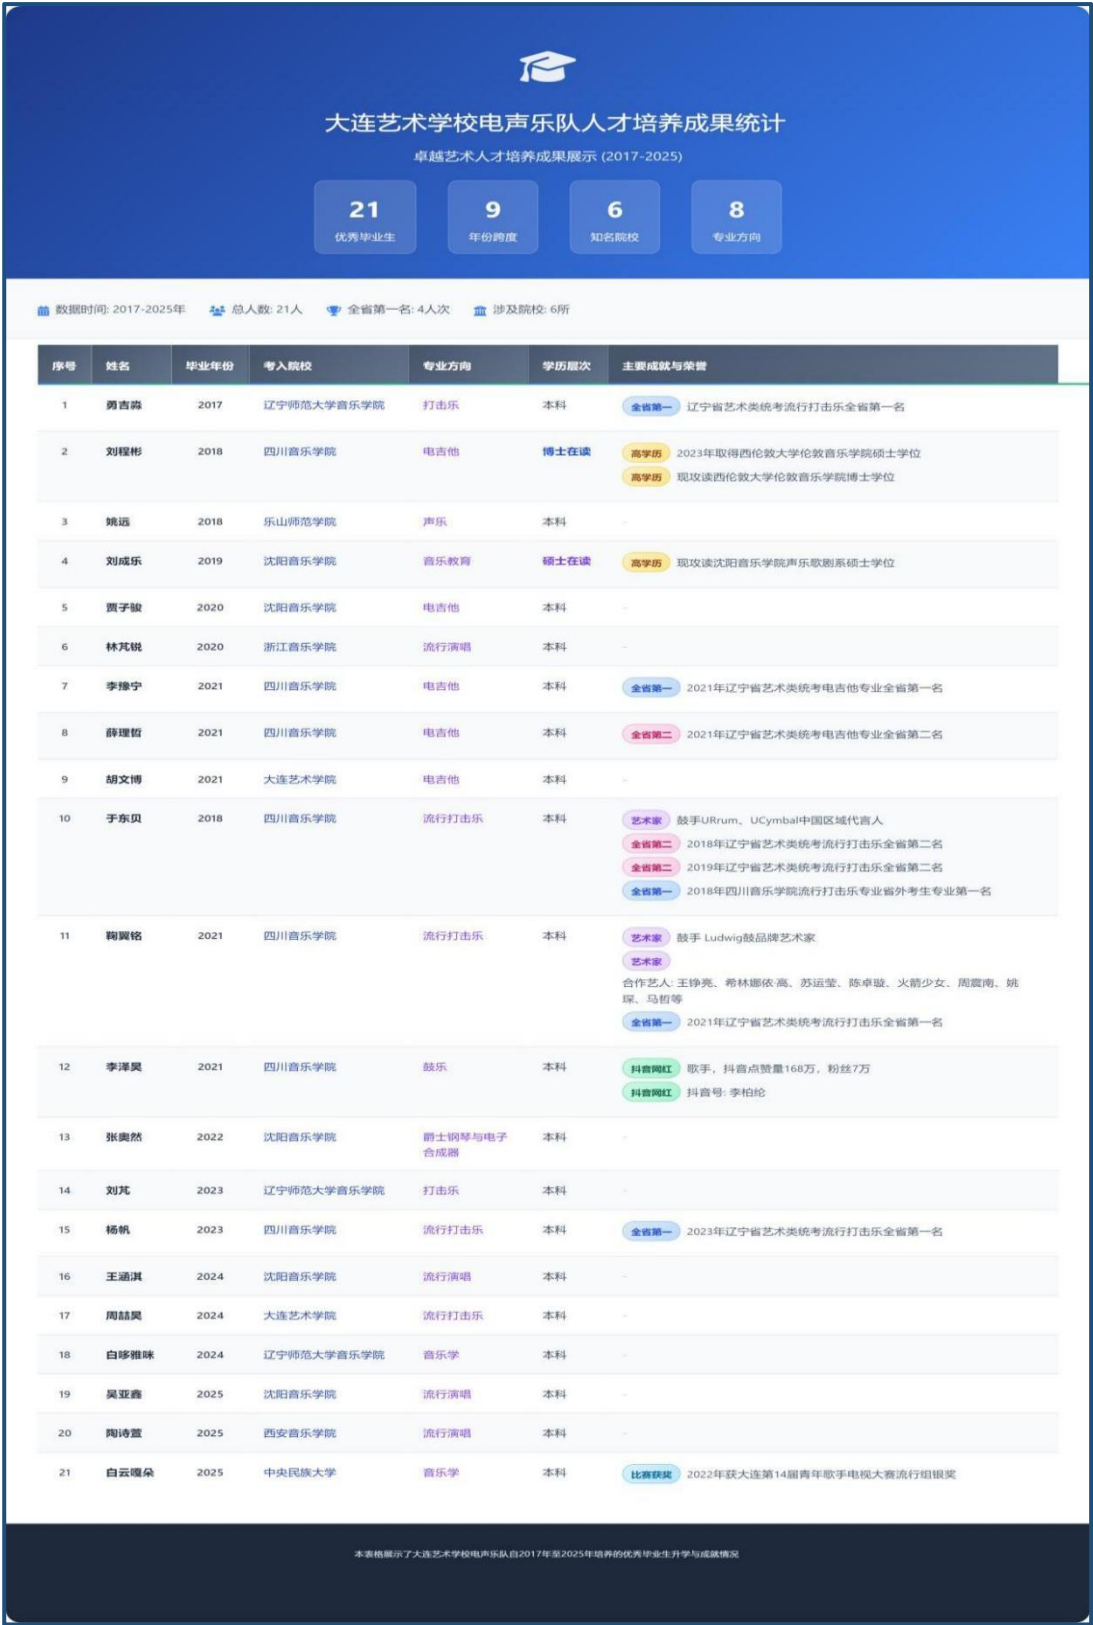 大连艺术学校电声乐队人才培养成果统计
卓越艺术人才培养成果展示 (2017-2025)
21 9 6 8
优秀毕业生 年份跨度 知名院校 专业方向
数据时间: 2017-2025年 总人数: 21人 全省第一名: 4人次 涉及院校: 6所
序号 姓名 毕业年份 考入院校 专业方向 学历层次 主要成就与荣誉
1 勇吉淼 2017 辽宁师范大学音乐学院 打击乐 本科 全省第一 辽宁省艺术类统考流行打击乐全省第一名
2 刘程彬 2018 四川音乐学院 电吉他 博士在读 高学历 2023年取得西伦敦大学伦敦音乐学院硕士学位
高学历 现攻读西伦敦大学伦敦音乐学院博士学位
3 姚远 2018 乐山师范学院 声乐 本科 -
4 刘成乐 2019 沈阳音乐学院 音乐教育 硕士在读 高学历 现攻读沈阳音乐学院声乐歌剧系硕士学位
5 贾子骏 2020 沈阳音乐学院 电吉他 本科 -
6 林芃锐 2020 浙江音乐学院 流行演唱 本科 -
7 李豫宁 2021 四川音乐学院 电吉他 本科 全省第一 2021年辽宁省艺术类统考电吉他专业全省第一名
8 薛理哲 2021 四川音乐学院 电吉他 本科 全省第二 2021年辽宁省艺术类统考电吉他专业全省第二名
9 胡文博 2021 大连艺术学院 电吉他 本科 -
10 于东贝 2018 四川音乐学院 流行打击乐 本科 艺术家 鼓手URrum、UCymbal中国区域代言人
全省第二 2018年辽宁省艺术类统考流行打击乐全省第二名
全省第二 2019年辽宁省艺术类统考流行打击乐全省第二名
全省第一 2018年四川音乐学院流行打击乐专业省外考生专业第一名
11 鞠翼铭 2021 四川音乐学院 流行打击乐 本科 艺术家 鼓手 Ludwig鼓品牌艺术家
艺术家
合作艺人: 王铮亮、希林娜依·高、苏运莹、陈卓璇、火箭少女、周震南、姚
琛、马哲等
全省第一 2021年辽宁省艺术类统考流行打击乐全省第一名
12 李泽昊 2021 四川音乐学院 鼓乐 本科 抖音网红 歌手，抖音点赞量168万，粉丝7万
抖音网红 抖音号: 李柏纶
13 张奥然 2022 沈阳音乐学院 爵士钢琴与电子 本科 -
合成器
14 刘芃 2023 辽宁师范大学音乐学院 打击乐 本科 -
15 杨帆 2023 四川音乐学院 流行打击乐 本科 全省第一 2023年辽宁省艺术类统考流行打击乐全省第一名
16 王涵淇 2024 沈阳音乐学院 流行演唱 本科 -
17 周喆昊 2024 大连艺术学院 流行打击乐 本科 -
18 白哆雅咪 2024 辽宁师范大学音乐学院 音乐学 本科 -
19 吴亚鑫 2025 沈阳音乐学院 流行演唱 本科 -
20 陶诗萱 2025 西安音乐学院 流行演唱 本科 -
21 白云嘎朵 2025 中央民族大学 音乐学 本科 比赛获奖 2022年获大连第14届青年歌手电视大赛流行组银奖
本表格展示了大连艺术学校电声乐队自2017年至2025年培养的优秀毕业生升学与成就情况